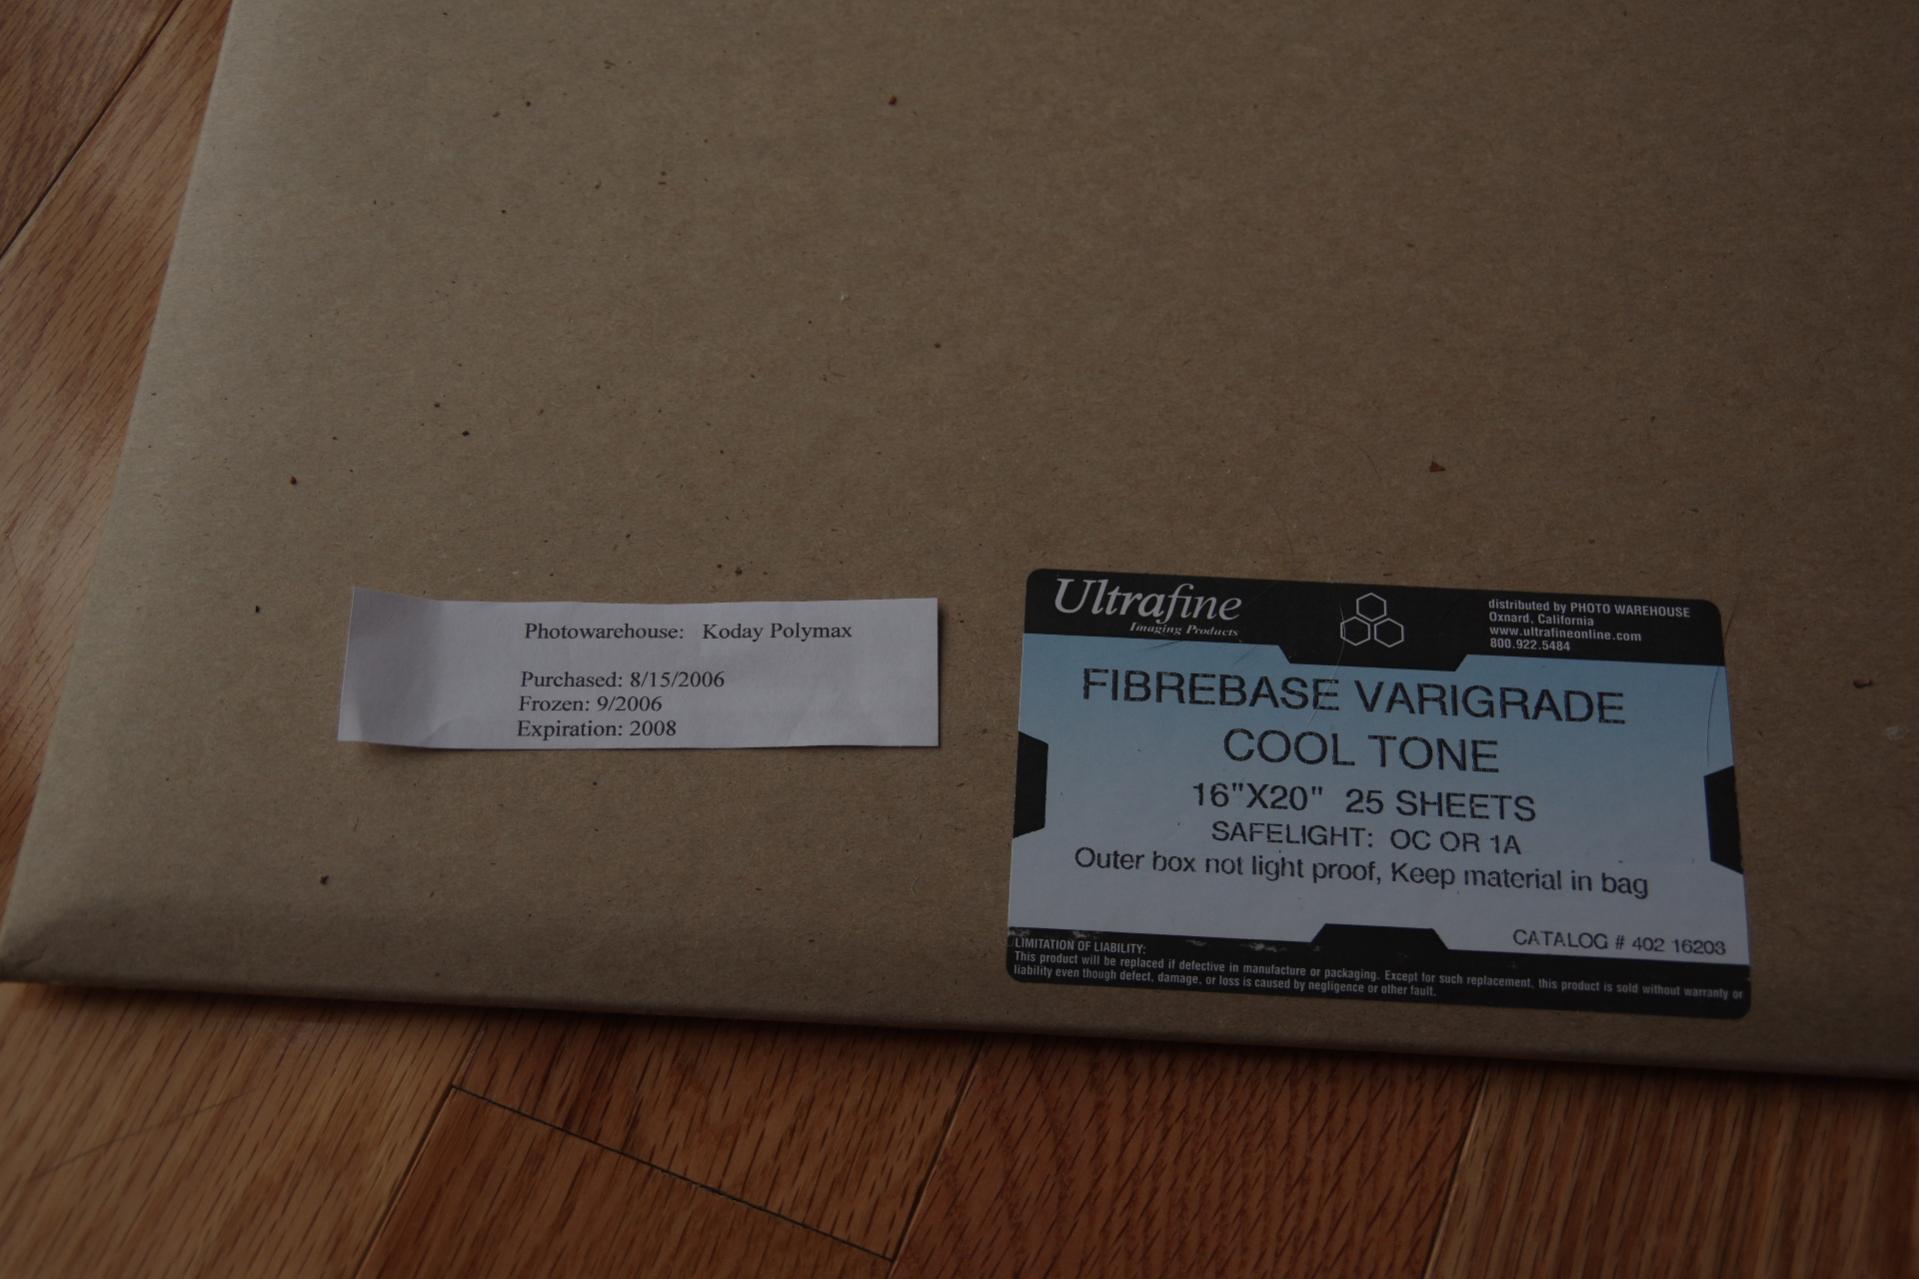 Photowarehouse: Koday Polymax
Purchased: 8/15/2006
Frozen: 9/2006
Expiration: 2008
Ultrafine
Imaging Products
distributed by PHOTO WAREHOUSE
Oxnard, California
www.ultrafineonline.com
800.922.5484
FIBREBASE VARIGRADE
COOL TONE
16"X20" 25 SHEETS
SAFELIGHT: OC OR 1A
Outer box not light proof, Keep material in bag
CATALOG # 402 16203
LIMITATION OF LIABILITY:
This product will be replaced if defective in manufacture or packaging. Except for such replacement, this product is sold without warranty or
liability even though defect, damage, or loss is caused by negligence or other fault.